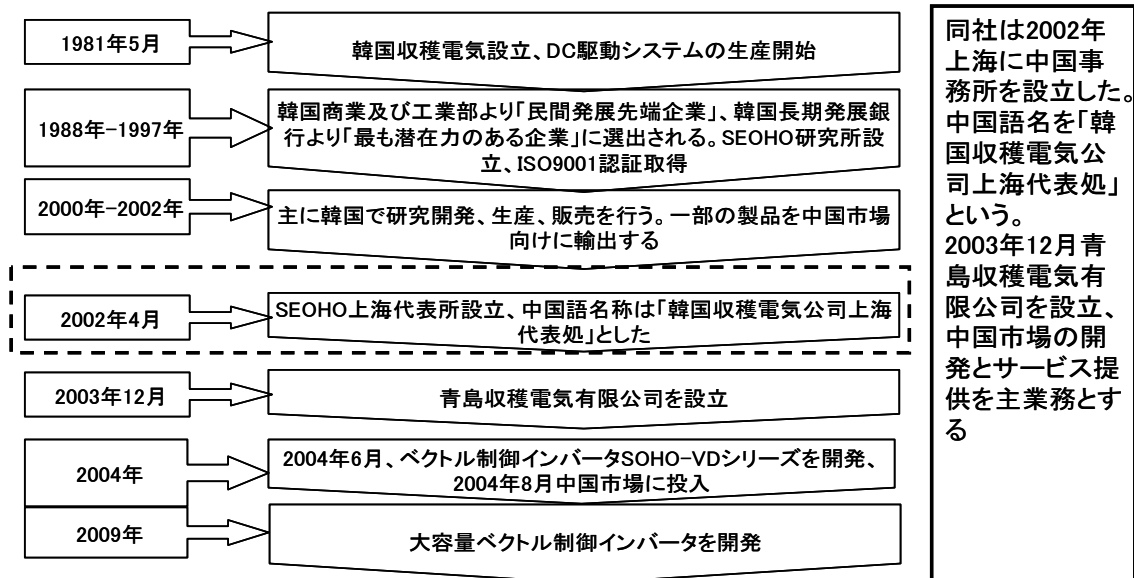 1981年5月
韓国収穫電気設立、DC駆動システムの生産開始
1988年-1997年
韓国商業及び工業部より「民間発展先端企業」、韓国長期発展銀
行より「最も潜在力のある企業」に選出される。SEOHO研究所設
立、ISO9001認証取得
2000年-2002年
主に韓国で研究開発、生産、販売を行う。一部の製品を中国市場
向けに輸出する
2002年4月
SEOHO上海代表所設立、中国語名称は「韓国収穫電気公司上海
代表処」とした
2003年12月
青島収穫電気有限公司を設立
2004年
2004年6月、ベクトル制御インバータSOHO-VDシリーズを開発、
2004年8月中国市場に投入
2009年
大容量ベクトル制御インバータを開発
同社は2002年
上海に中国事
務所を設立した。
中国語名を「韓
国収穫電気公
司上海代表処」
という。
2003年12月青
島収穫電気有
限公司を設立、
中国市場の開
発とサービス提
供を主業務とす
る